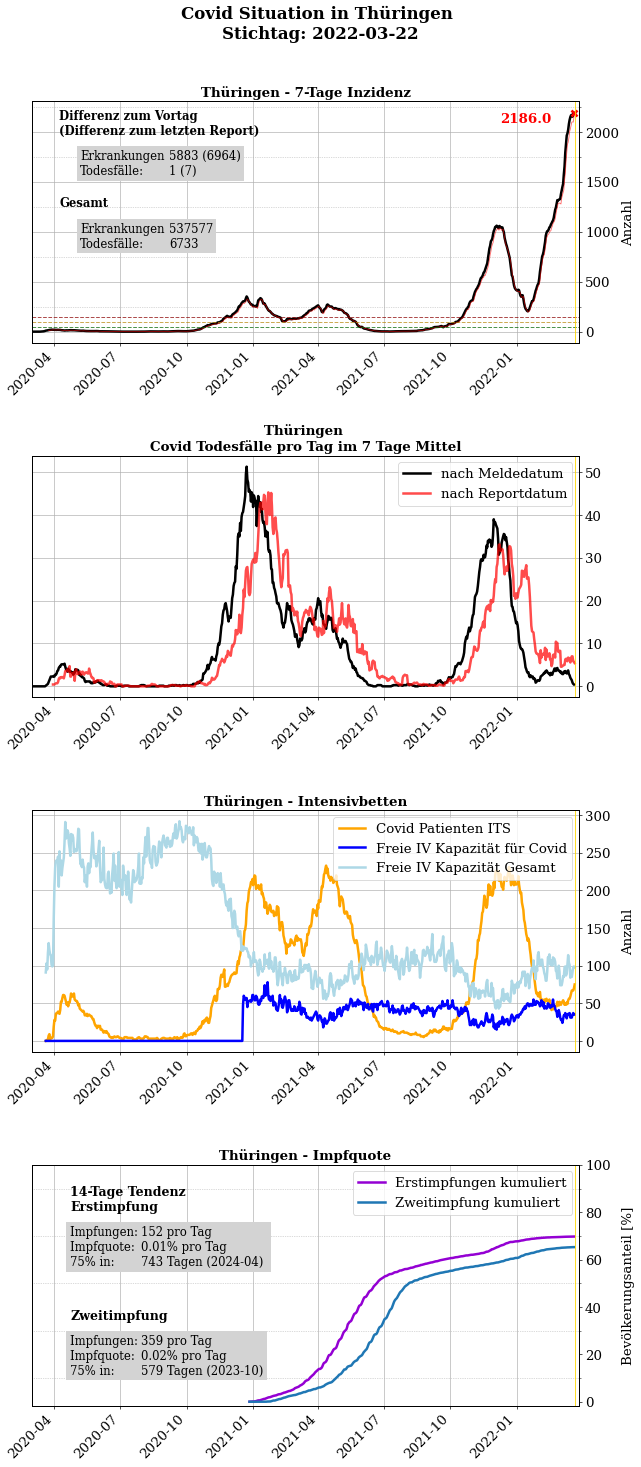 Covid Situation in Thüringen
Stichtag: 2022-03-22
Thüringen - 7-Tage Inzidenz
Differenz zum Vortag
(Differenz zum letzten Report)
Erkrankungen 5883 (6964)
Todesfälle: 1 (7)
Gesamt
Erkrankungen 537577
Todesfälle: 6733
2186.0
2000
1500
1000
500
0
Anzahl
2020-04
2020-07
2020-10
2021-01
2021-04
2021-07
2021-10
2022-01
Thüringen
Covid Todesfälle pro Tag im 7 Tage Mittel
nach Meldedatum
nach Reportdatum
50
40
30
20
10
0
2020-04
2020-07
2020-10
2021-01
2021-04
2021-07
2021-10
2022-01
Thüringen - Intensivbetten
Covid Patienten ITS
Freie IV Kapazität für Covid
Freie IV Kapazität Gesamt
300
250
200
150
100
50
0
Anzahl
2020-04
2020-07
2020-10
2021-01
2021-04
2021-07
2021-10
2022-01
Thüringen - Impfquote
14-Tage Tendenz
Erstimpfung
Impfungen: 152 pro Tag
Impfquote: 0.01% pro Tag
75% in: 743 Tagen (2024-04)
Zweitimpfung
Impfungen: 359 pro Tag
Impfquote: 0.02% pro Tag
75% in: 579 Tagen (2023-10)
Erstimpfungen kumuliert
Zweitimpfung kumuliert
100
80
60
40
20
0
Bevölkerungsanteil [%]
2020-04
2020-07
2020-10
2021-01
2021-04
2021-07
2021-10
2022-01